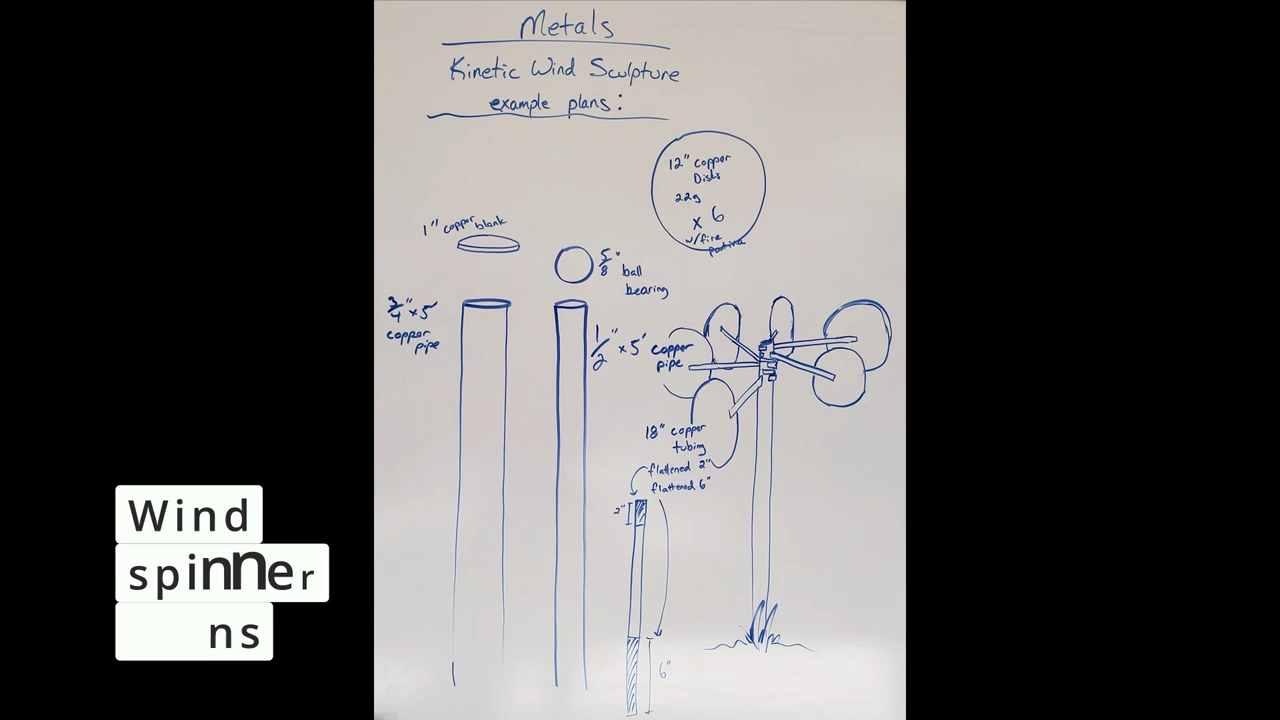 Metals
Kinetic Wind Sculpture
example plans:
12" copper
Disks
22g
x 6
w/fire
patina
1" copper blank
5/8" ball
bearing
3/4" x 5'
copper
pipe
1/2" x 5' copper
pipe
18" copper
tubing
flattened 2"
flattened 6"
2"
6"
Wind
spinner
ns